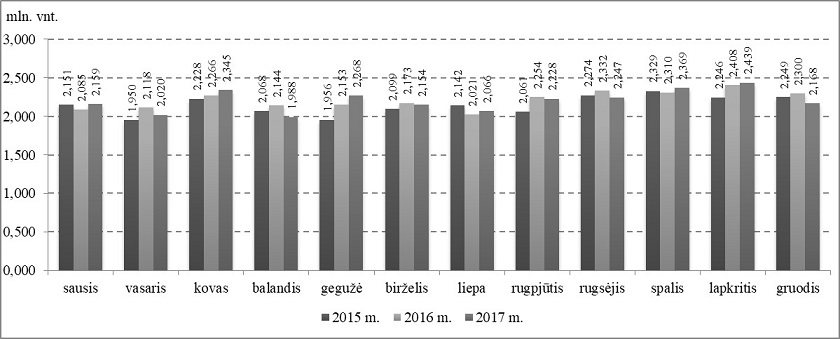 mln. vnt.
3,000
2,500
2,000
1,500
1,000
0,500
0,000
2,151 2,085 2,159
1,950 2,118 2,020
2,228 2,266 2,345
2,068 2,144 1,988
1,956 2,153 2,268
2,099 2,173 2,154
2,142 2,021 2,066
2,061 2,254 2,228
2,274 2,332 2,247
2,329 2,310 2,369
2,246 2,408 2,439
2,249 2,300 2,168
sausis vasaris kovas balandis gegužė birželis liepa rugpjūtis rugsėjis spalis lapkritis gruodis
2015 m. 2016 m. 2017 m.